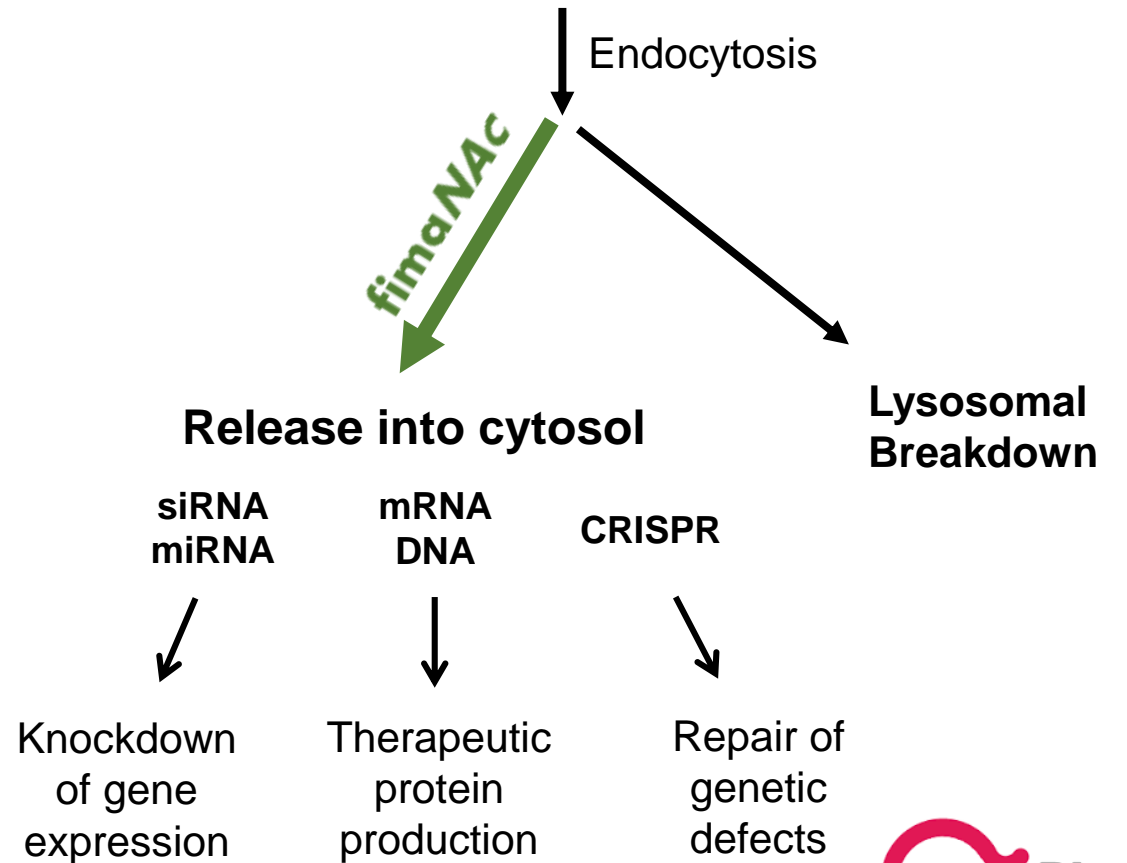 Endocytosis
fimaNAc
Release into cytosol
Lysosomal
Breakdown
siRNA
miRNA
mRNA
DNA
CRISPR
Knockdown
of gene
expression
Therapeutic
protein
production
Repair of
genetic
defects